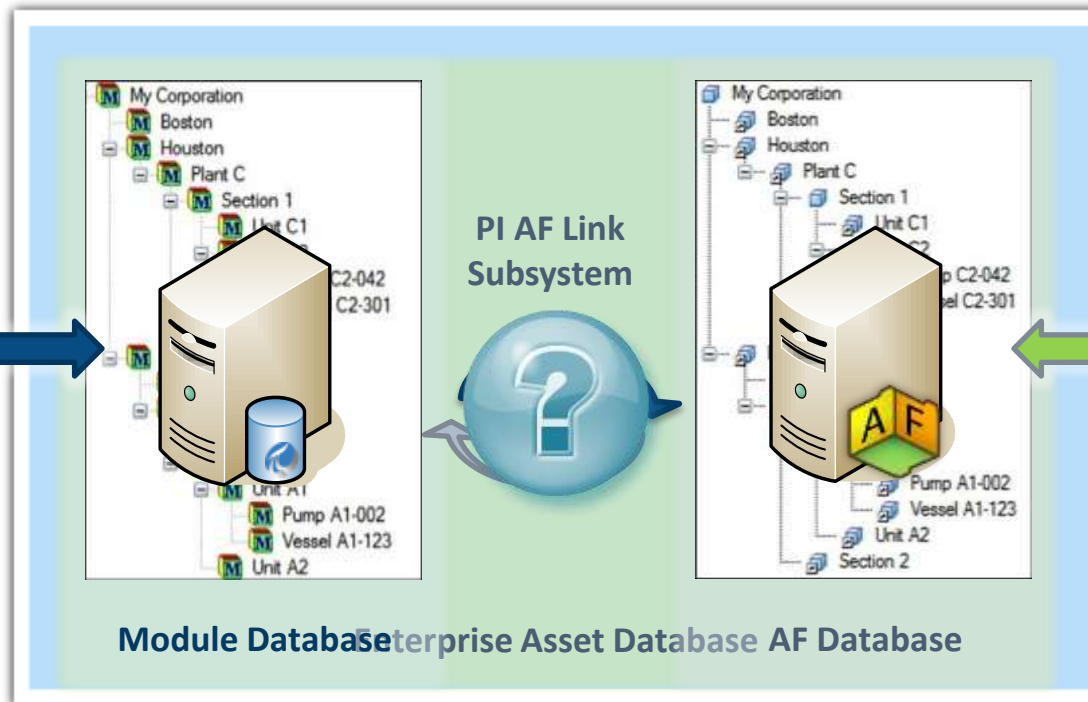 My Corporation
Boston
Houston
Plant C
Section 1
Unit C1
C2-042
C2-301
Unit A1
Pump A1-002
Vessel A1-123
Unit A2
PI AF Link
Subsystem
My Corporation
Boston
Houston
Plant C
Section 1
Unit C1
C2
C2-042
C2-301
A F
Pump A1-002
Vessel A1-123
Unit A2
Section 2
Module Database
Enterprise Asset Database
AF Database